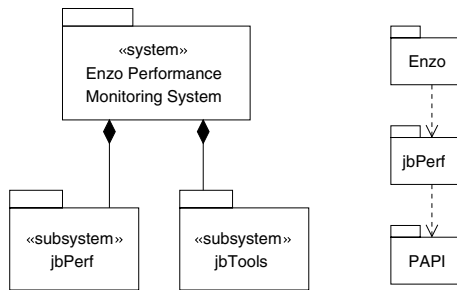 «system»
Enzo Performance
Monitoring System
«subsystem»
jbPerf
«subsystem»
jbTools
Enzo
jbPerf
PAPI